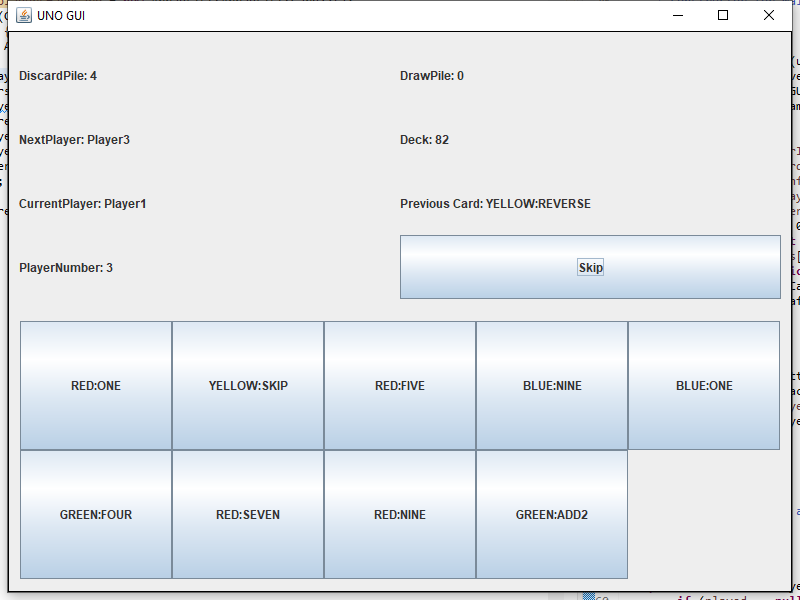 UNO GUI
DiscardPile: 4
DrawPile: 0
NextPlayer: Player3
Deck: 82
CurrentPlayer: Player1
Previous Card: YELLOW:REVERSE
PlayerNumber: 3
Skip
RED:ONE
YELLOW:SKIP
RED:FIVE
BLUE:NINE
BLUE:ONE
GREEN:FOUR
RED:SEVEN
RED:NINE
GREEN:ADD2